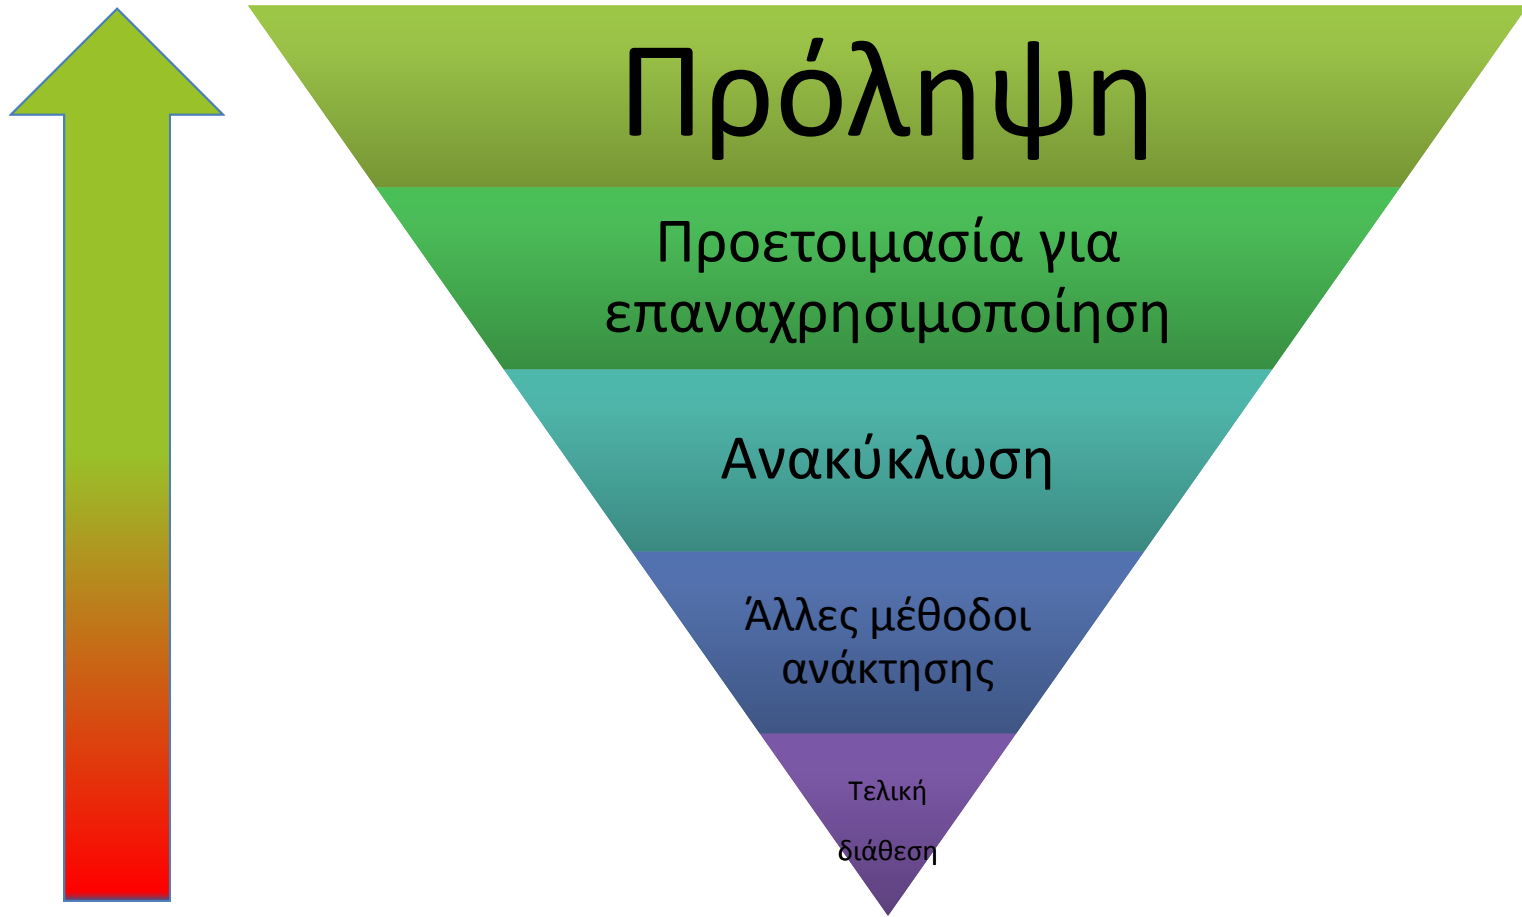 Πρόληψη
Προετοιμασία για
επαναχρησιμοποίηση
Ανακύκλωση
Άλλες μέθοδοι
ανάκτησης
Τελική
διάθεση